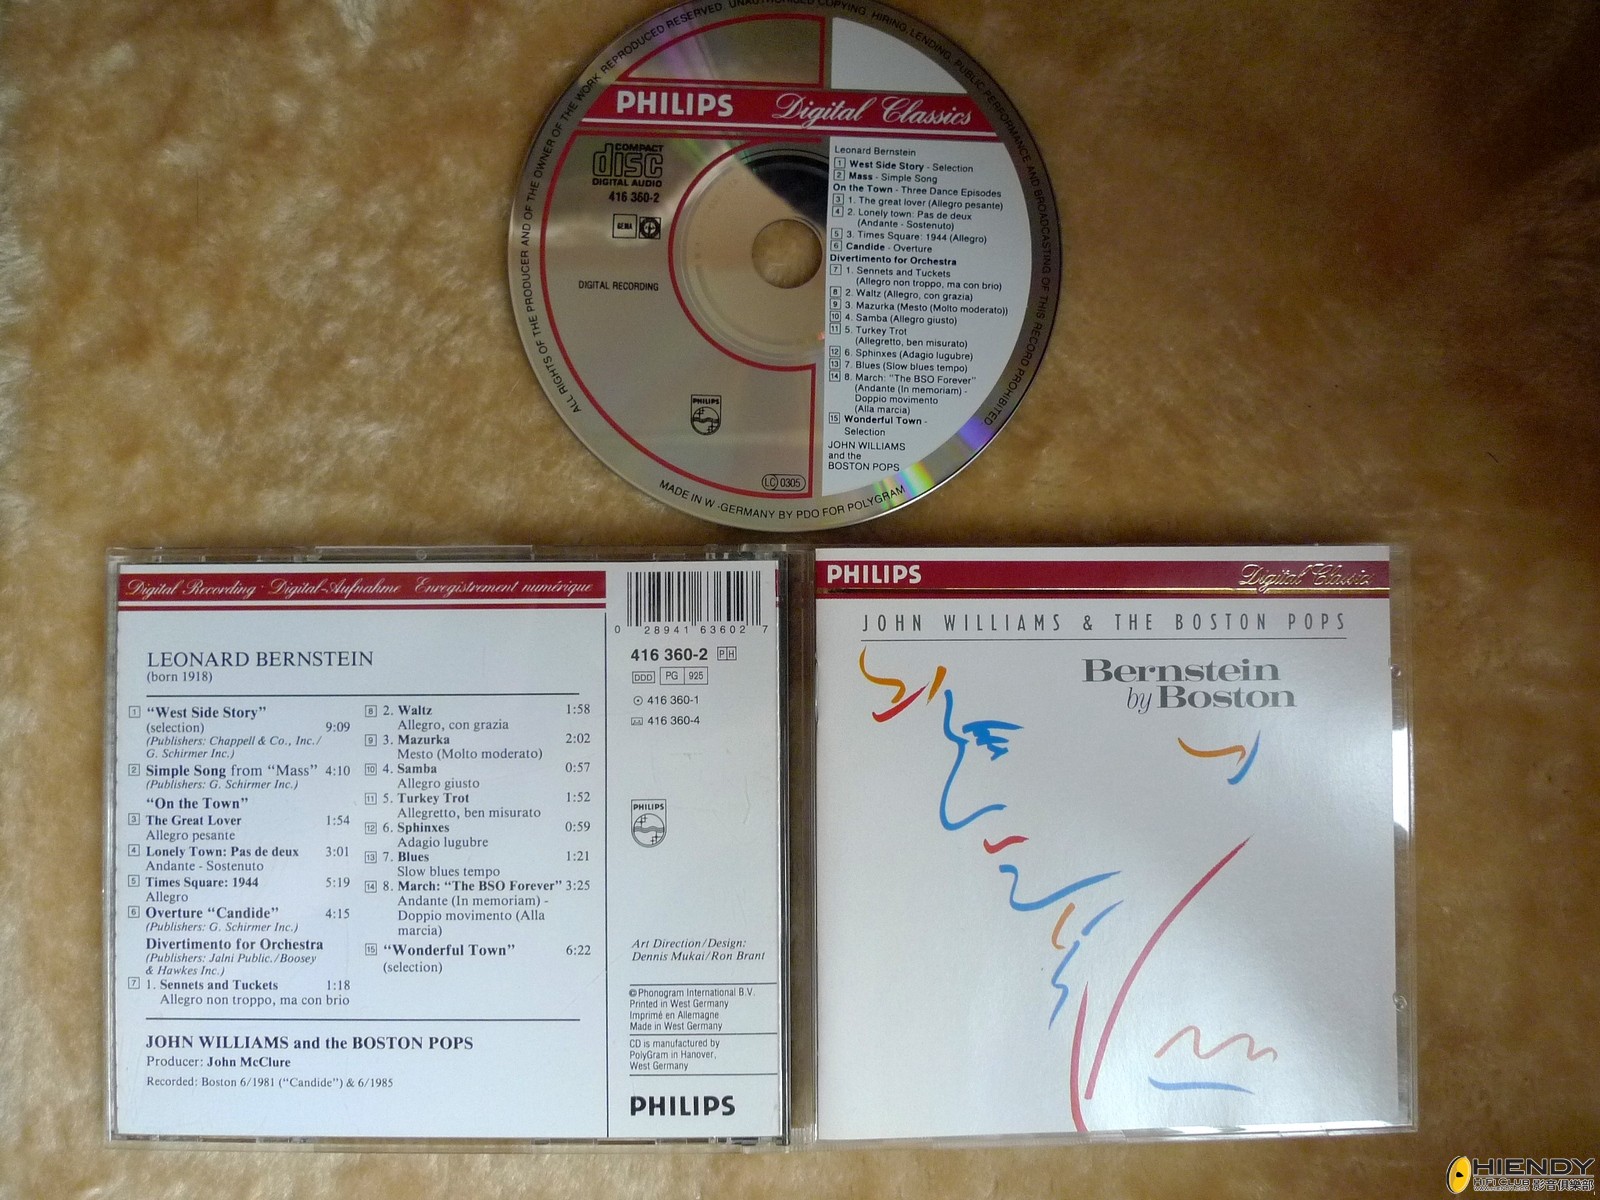 ALL RIGHTS OF THE PRODUCER AND OF THE OWNER OF THE WORK REPRODUCED RESERVED. UNAUTHORISED COPYING, HIRING, LENDING, PUBLIC PERFORMANCE AND BROADCASTING OF THIS RECORD PROHIBITED
PHILIPS Digital Classics
COMPACT
disc
DIGITAL AUDIO
416 360-2
GEMA
DIGITAL RECORDING
PHILIPS
LC 0305
MADE IN W.-GERMANY BY PDO FOR POLYGRAM
Leonard Bernstein
1 West Side Story - Selection
2 Mass - Simple Song
On the Town - Three Dance Episodes
3 1. The great lover (Allegro pesante)
4 2. Lonely town: Pas de deux
(Andante - Sostenuto)
5 3. Times Square: 1944 (Allegro)
6 Candide - Overture
Divertimento for Orchestra
7 1. Sennets and Tuckets
(Allegro non troppo, ma con brio)
8 2. Waltz (Allegro, con grazia)
9 3. Mazurka (Mesto (Molto moderato))
10 4. Samba (Allegro giusto)
11 5. Turkey Trot
(Allegretto, ben misurato)
12 6. Sphinxes (Adagio lugubre)
13 7. Blues (Slow blues tempo)
14 8. March: "The BSO Forever"
(Andante (In memoriam) -
Doppio movimento
(Alla marcia)
15 Wonderful Town -
Selection
JOHN WILLIAMS
and the
BOSTON POPS
Digital Recording · Digital-Aufnahme Enregistrement numérique
LEONARD BERNSTEIN
(born 1918)
1 "West Side Story"
(selection) 9:09
(Publishers: Chappell & Co., Inc./
G. Schirmer Inc.)
2 Simple Song from "Mass" 4:10
(Publishers: G. Schirmer Inc.)
"On the Town"
3 The Great Lover 1:54
Allegro pesante
4 Lonely Town: Pas de deux 3:01
Andante - Sostenuto
5 Times Square: 1944 5:19
Allegro
6 Overture "Candide" 4:15
(Publishers: G. Schirmer Inc.)
Divertimento for Orchestra
(Publishers: Jalni Public./Boosey
& Hawkes Inc.)
7 1. Sennets and Tuckets 1:18
Allegro non troppo, ma con brio
8 2. Waltz 1:58
Allegro, con grazia
9 3. Mazurka 2:02
Mesto (Molto moderato)
10 4. Samba 0:57
Allegro giusto
11 5. Turkey Trot 1:52
Allegretto, ben misurato
12 6. Sphinxes 0:59
Adagio lugubre
13 7. Blues 1:21
Slow blues tempo
14 8. March: "The BSO Forever" 3:25
Andante (In memoriam) -
Doppio movimento (Alla
marcia)
15 "Wonderful Town" 6:22
(selection)
JOHN WILLIAMS and the BOSTON POPS
Producer: John McClure
Recorded: Boston 6/1981 ("Candide") & 6/1985
0 28941 63602 7
416 360-2 PH
DDD PG 925
416 360-1
416 360-4
PHILIPS
Art Direction/Design:
Dennis Mukai/Ron Brant
© Phonogram International B.V.
Printed in West Germany
Imprimé en Allemagne
Made in West Germany
CD is manufactured by
PolyGram in Hanover,
West Germany
PHILIPS
PHILIPS Digital Classics
JOHN WILLIAMS & THE BOSTON POPS
Bernstein
by Boston
HIENDY
HIFICLUB 影音俱樂部